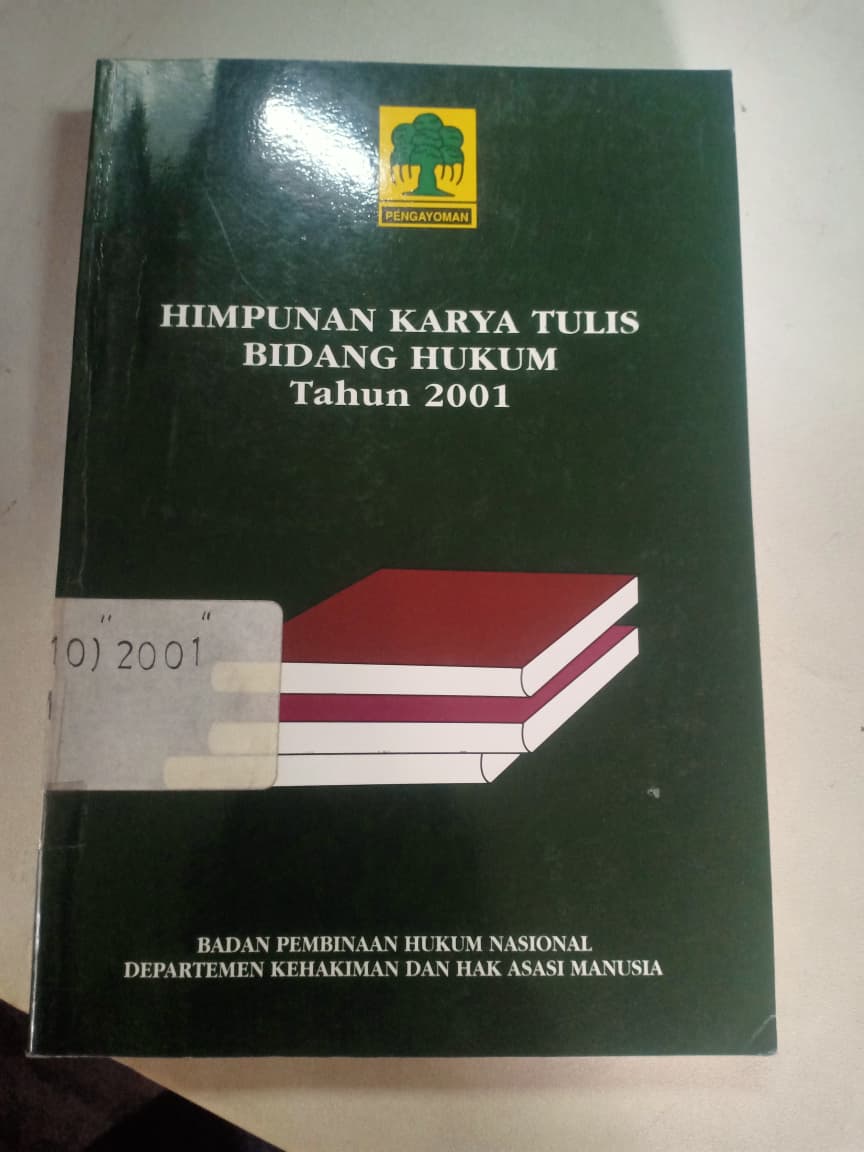 PENGAYOMAN
HIMPUNAN KARYA TULIS
BIDANG HUKUM
Tahun 2001
10) "2001"
BADAN PEMBINAAN HUKUM NASIONAL
DEPARTEMEN KEHAKIMAN DAN HAK ASASI MANUSIA